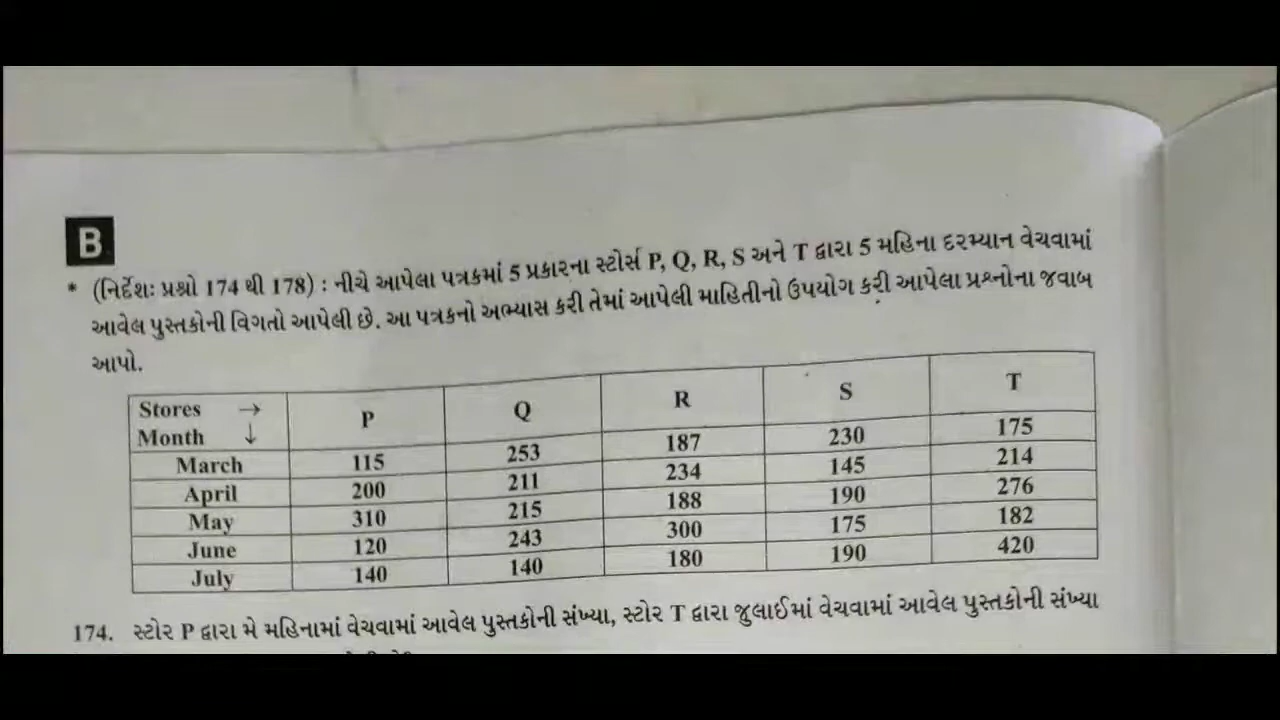 B
* (નિર્દેશઃ પ્રશ્નો 174 થી 178) : નીચે આપેલા પત્રકમાં 5 પ્રકારના સ્ટોર્સ P, Q, R, S અને T દ્વારા 5 મહિના દરમ્યાન વેચવામાં
આવેલ પુસ્તકોની વિગતો આપેલી છે. આ પત્રકનો અભ્યાસ કરી તેમાં આપેલી માહિતીનો ઉપયોગ કરી આપેલા પ્રશ્નોના જવાબ
આપો.
Stores → P Q R S T
Month ↓
March 115 253 187 230 175
April 200 211 234 145 214
May 310 215 188 190 276
June 120 243 300 175 182
July 140 140 180 190 420
174. સ્ટોર P દ્વારા મે મહિનામાં વેચવામાં આવેલ પુસ્તકોની સંખ્યા, સ્ટોર T દ્વારા જુલાઈમાં વેચવામાં આવેલ પુસ્તકોની સંખ્યા